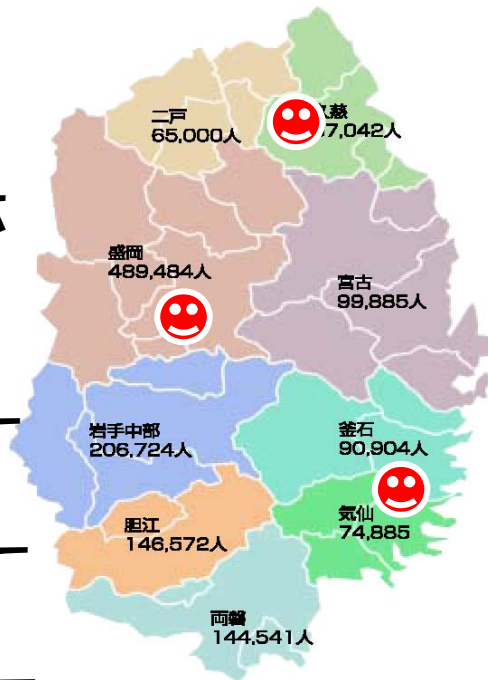 二戸
65,000人
慈
7,042人
盛岡
489,484人
宮古
99,885人
岩手中部
206,724人
釜石
90,904人
胆江
146,572人
気仙
74,885
両磐
144,541人